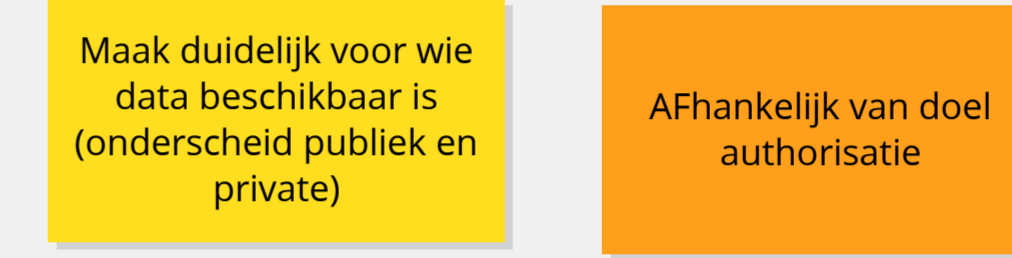 Maak duidelijk voor wie
data beschikbaar is
(onderscheid publiek en
private)
AFhankelijk van doel
authorisatie